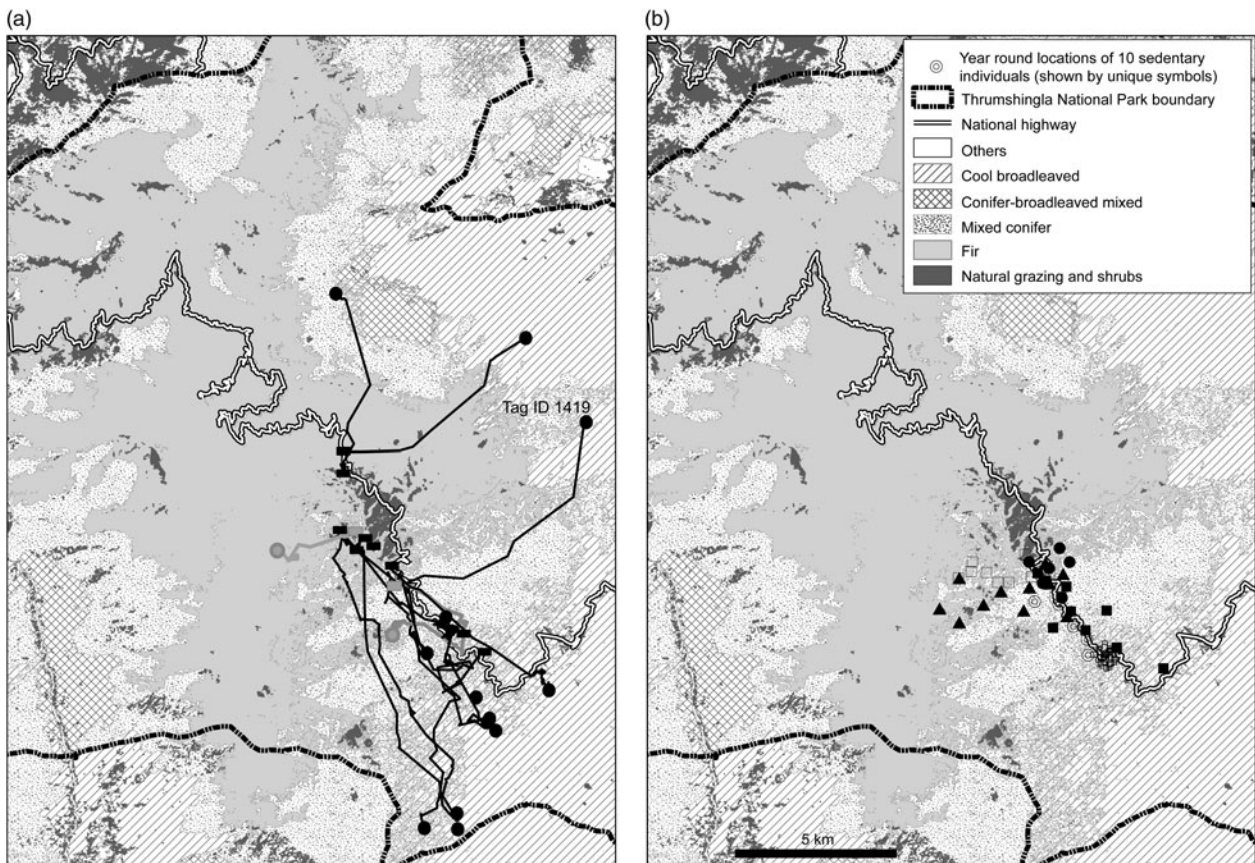 (a)
(b)
Year round locations of 10 sedentary
individuals (shown by unique symbols)
Thrumshingla National Park boundary
National highway
Others
Cool broadleaved
Conifer-broadleaved mixed
Mixed conifer
Fir
Natural grazing and shrubs
Tag ID 1419
5 km